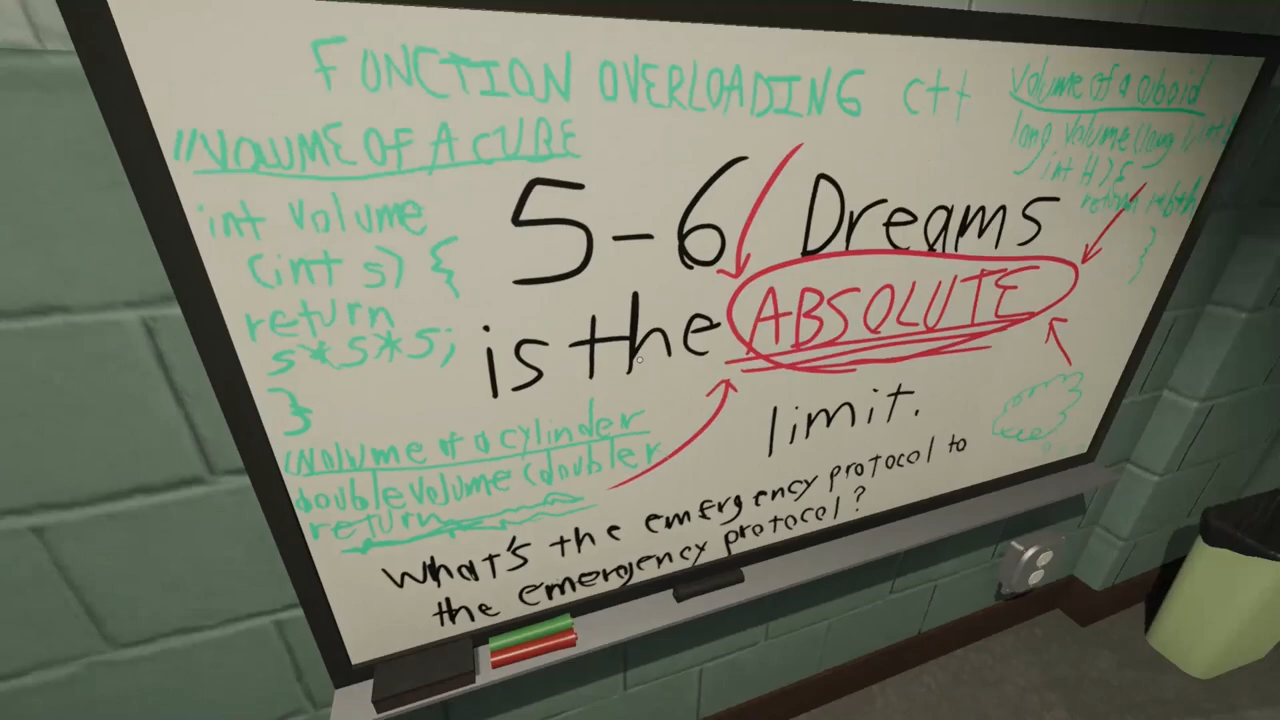 FUNCTION OVERLOADING C++
//VOLUME OF A CUBE
int volume
(int s) {
return
s*s*s;
}
//Volume of a cylinder
double volume (double r
return
Volume of a cuboid
long volume (long
int H) {
return
}
5-6 Dreams
is the ABSOLUTE
limit.
What's the emergency protocol to
the emergency protocol?